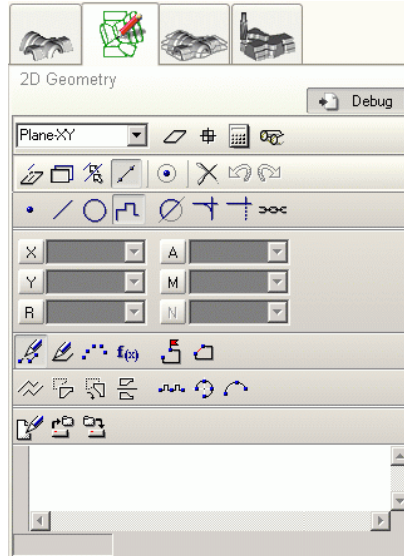 2D Geometry
Debug
Plane-XY
X A
Y M
R N
f(x)